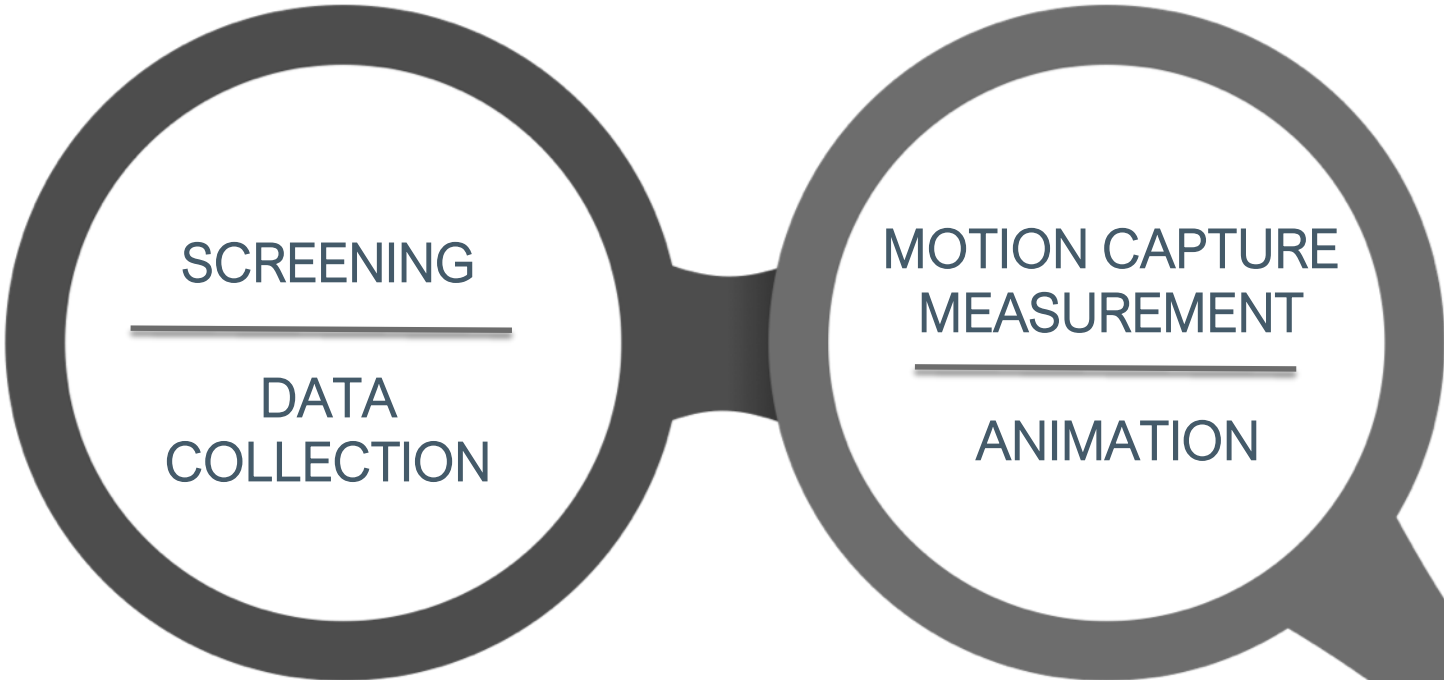 SCREENING
DATA
COLLECTION
MOTION CAPTURE
MEASUREMENT
ANIMATION